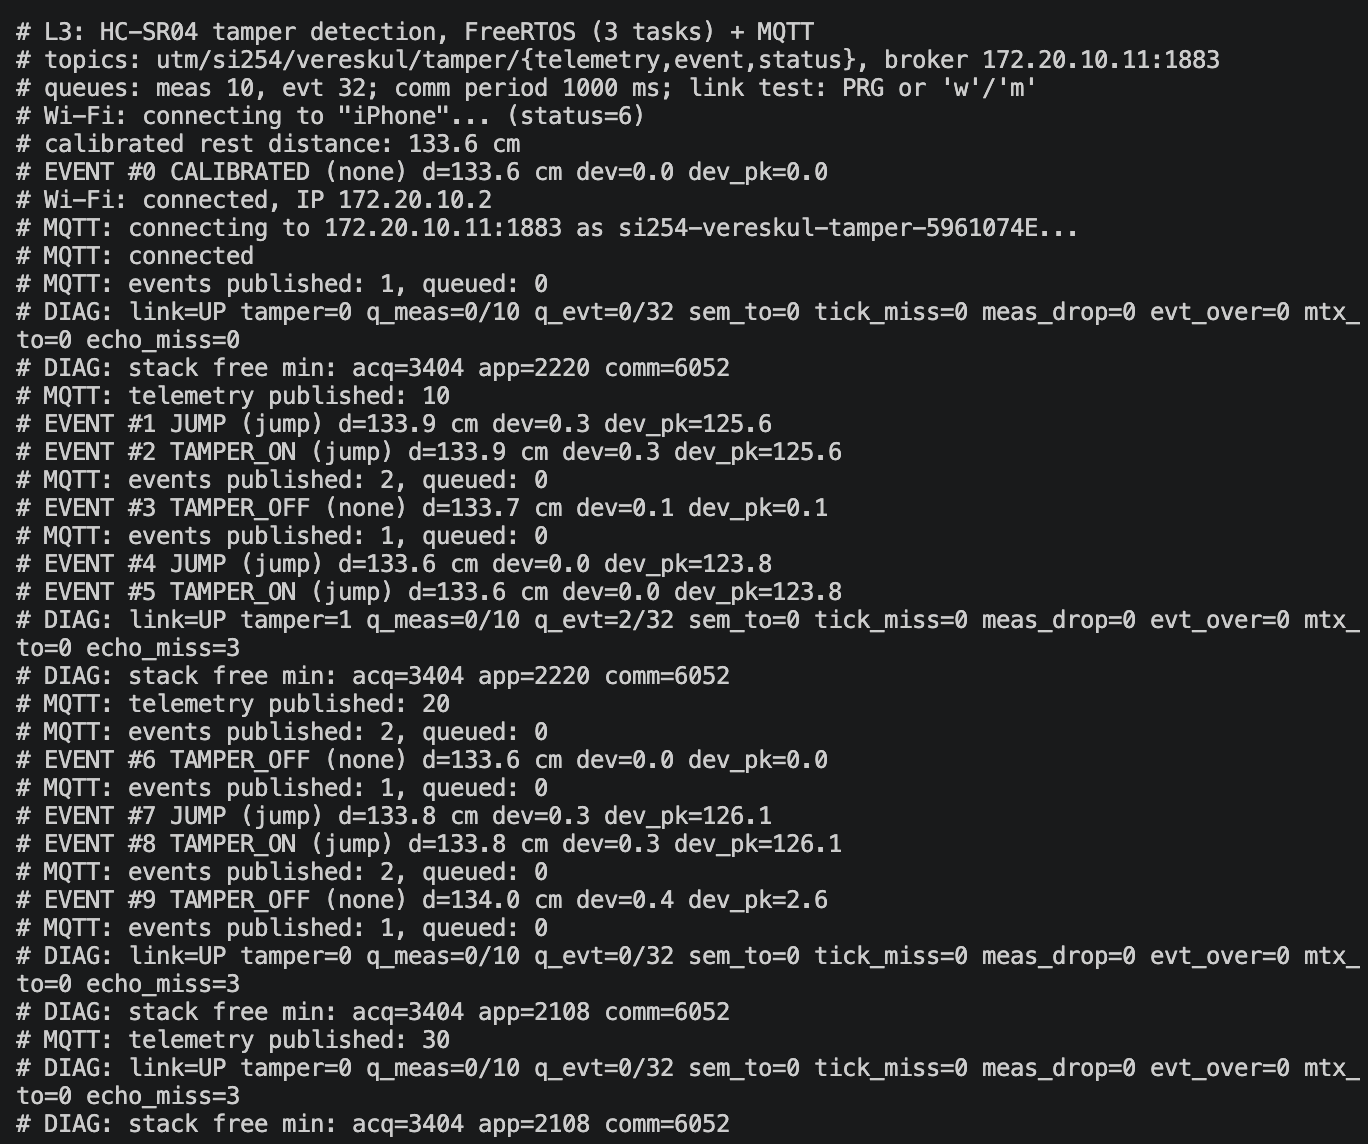 # L3: HC-SR04 tamper detection, FreeRTOS (3 tasks) + MQTT
# topics: utm/si254/vereskul/tamper/{telemetry,event,status}, broker 172.20.10.11:1883
# queues: meas 10, evt 32; comm period 1000 ms; link test: PRG or 'w'/'m'
# Wi-Fi: connecting to "iPhone"... (status=6)
# calibrated rest distance: 133.6 cm
# EVENT #0 CALIBRATED (none) d=133.6 cm dev=0.0 dev_pk=0.0
# Wi-Fi: connected, IP 172.20.10.2
# MQTT: connecting to 172.20.10.11:1883 as si254-vereskul-tamper-5961074E...
# MQTT: connected
# MQTT: events published: 1, queued: 0
# DIAG: link=UP tamper=0 q_meas=0/10 q_evt=0/32 sem_to=0 tick_miss=0 meas_drop=0 evt_over=0 mtx_
to=0 echo_miss=0
# DIAG: stack free min: acq=3404 app=2220 comm=6052
# MQTT: telemetry published: 10
# EVENT #1 JUMP (jump) d=133.9 cm dev=0.3 dev_pk=125.6
# EVENT #2 TAMPER_ON (jump) d=133.9 cm dev=0.3 dev_pk=125.6
# MQTT: events published: 2, queued: 0
# EVENT #3 TAMPER_OFF (none) d=133.7 cm dev=0.1 dev_pk=0.1
# MQTT: events published: 1, queued: 0
# EVENT #4 JUMP (jump) d=133.6 cm dev=0.0 dev_pk=123.8
# EVENT #5 TAMPER_ON (jump) d=133.6 cm dev=0.0 dev_pk=123.8
# DIAG: link=UP tamper=1 q_meas=0/10 q_evt=2/32 sem_to=0 tick_miss=0 meas_drop=0 evt_over=0 mtx_
to=0 echo_miss=3
# DIAG: stack free min: acq=3404 app=2220 comm=6052
# MQTT: telemetry published: 20
# MQTT: events published: 2, queued: 0
# EVENT #6 TAMPER_OFF (none) d=133.6 cm dev=0.0 dev_pk=0.0
# MQTT: events published: 1, queued: 0
# EVENT #7 JUMP (jump) d=133.8 cm dev=0.3 dev_pk=126.1
# EVENT #8 TAMPER_ON (jump) d=133.8 cm dev=0.3 dev_pk=126.1
# MQTT: events published: 2, queued: 0
# EVENT #9 TAMPER_OFF (none) d=134.0 cm dev=0.4 dev_pk=2.6
# MQTT: events published: 1, queued: 0
# DIAG: link=UP tamper=0 q_meas=0/10 q_evt=0/32 sem_to=0 tick_miss=0 meas_drop=0 evt_over=0 mtx_
to=0 echo_miss=3
# DIAG: stack free min: acq=3404 app=2108 comm=6052
# MQTT: telemetry published: 30
# DIAG: link=UP tamper=0 q_meas=0/10 q_evt=0/32 sem_to=0 tick_miss=0 meas_drop=0 evt_over=0 mtx_
to=0 echo_miss=3
# DIAG: stack free min: acq=3404 app=2108 comm=6052